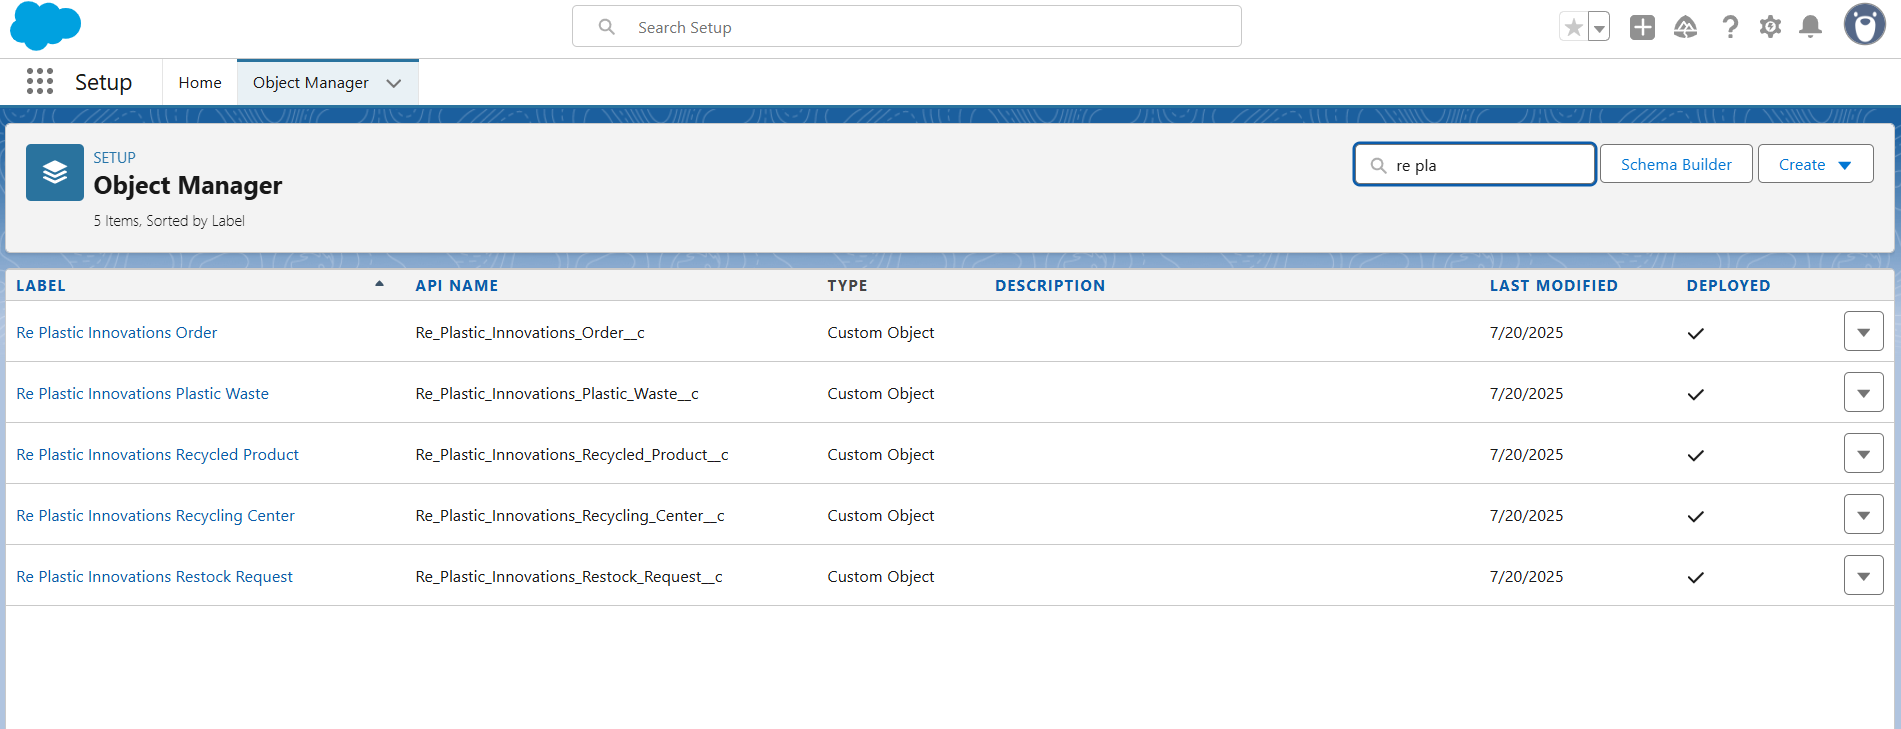 Search Setup
Setup Home Object Manager
SETUP
Object Manager
5 Items, Sorted by Label
re pla Schema Builder Create
LABEL API NAME TYPE DESCRIPTION LAST MODIFIED DEPLOYED
Re Plastic Innovations Order Re_Plastic_Innovations_Order__c Custom Object 7/20/2025
Re Plastic Innovations Plastic Waste Re_Plastic_Innovations_Plastic_Waste__c Custom Object 7/20/2025
Re Plastic Innovations Recycled Product Re_Plastic_Innovations_Recycled_Product__c Custom Object 7/20/2025
Re Plastic Innovations Recycling Center Re_Plastic_Innovations_Recycling_Center__c Custom Object 7/20/2025
Re Plastic Innovations Restock Request Re_Plastic_Innovations_Restock_Request__c Custom Object 7/20/2025